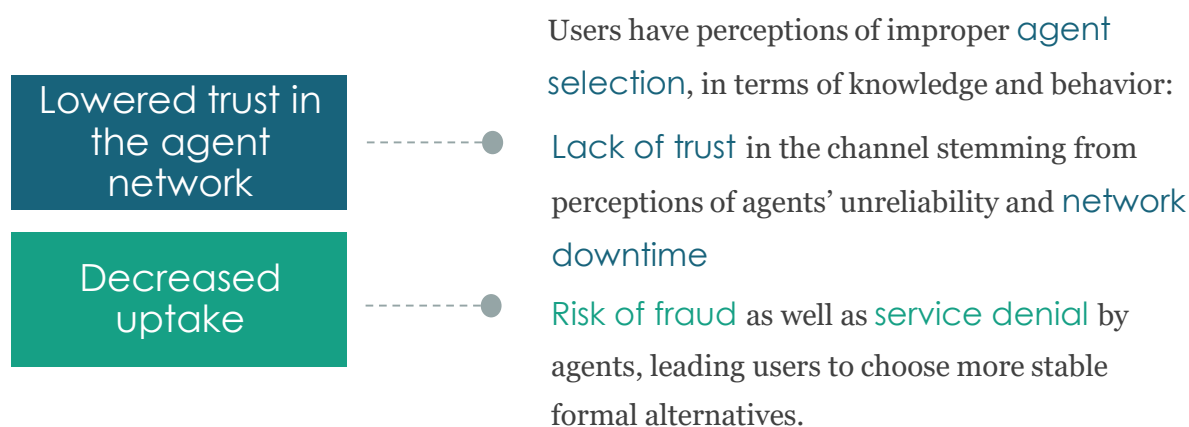 Lowered trust in
the agent
network
Decreased
uptake
Users have perceptions of improper agent
selection, in terms of knowledge and behavior:
Lack of trust in the channel stemming from
perceptions of agents’ unreliability and network
downtime
Risk of fraud as well as service denial by
agents, leading users to choose more stable
formal alternatives.